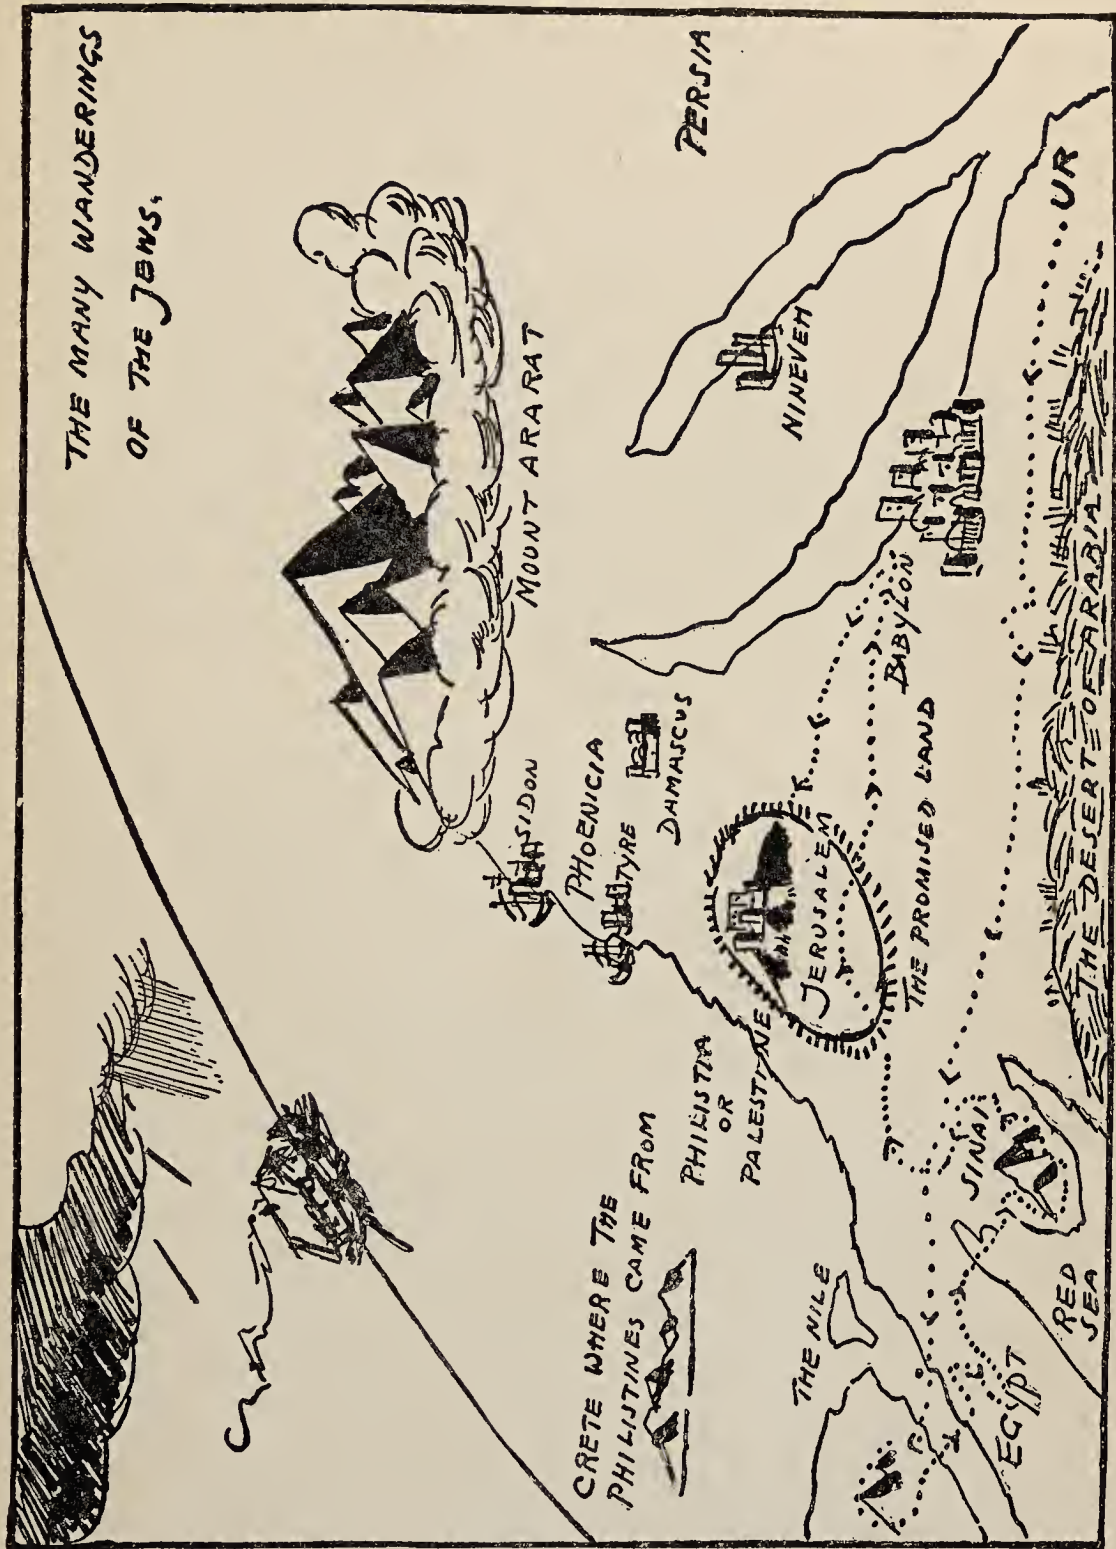 THE MANY WANDERINGS
OF THE JEWS.
MOUNT ARARAT
PERSIA
NINEVEH
SIDON
PHOENICIA
TYRE
DAMASCUS
BABYLON
UR
JERUSALEM
THE PROMISED LAND
THE DESERT OF ARABIA
CRETE WHERE THE
PHILISTINES CAME FROM
PHILISTIA
OR
PALESTINE
SINAI
THE NILE
RED
SEA
EGYPT